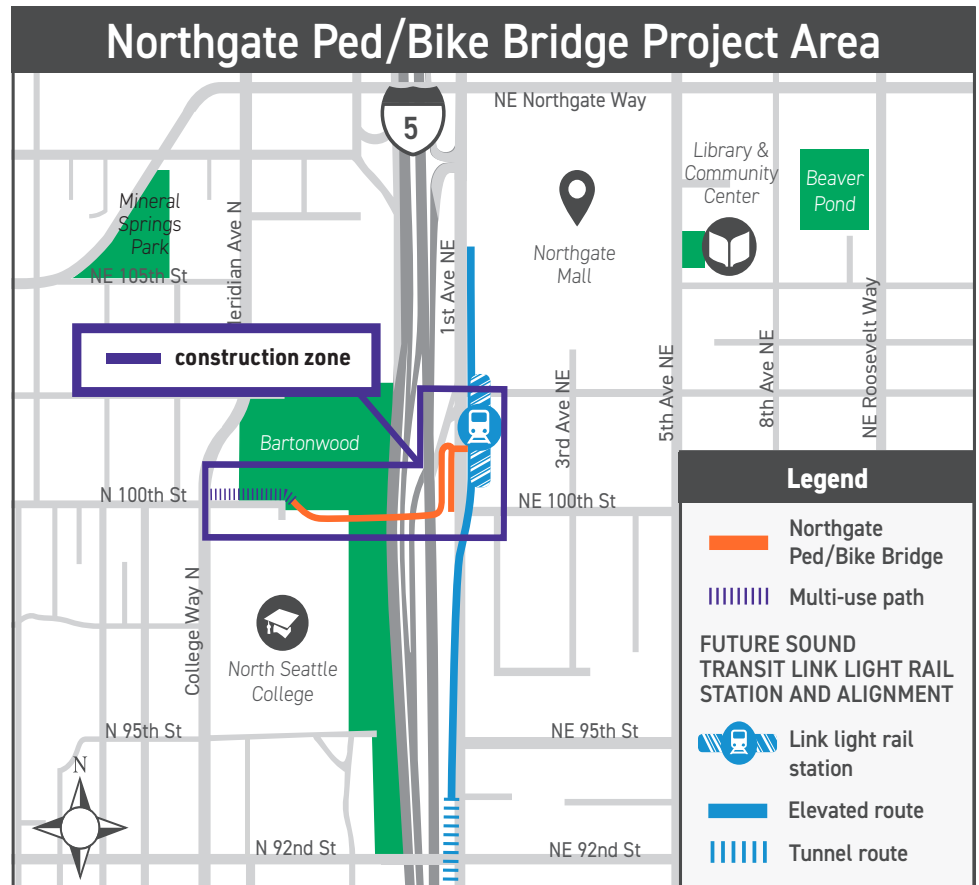 Northgate Ped/Bike Bridge Project Area
NE Northgate Way
5
Library &
Community
Center
Beaver
Pond
Mineral
Springs
Park
Northgate
Mall
NE 105th St
eridian Ave N
1st Ave NE
NE Roosevelt Way
construction zone
8th Ave NE
5th Ave NE
3rd Ave NE
Bartonwood
N 100th St
NE 100th St
College Way N
North Seattle
College
N 95th St
NE 95th St
N
N 92nd St
NE 92nd St
Legend
Northgate
Ped/Bike Bridge
Multi-use path
FUTURE SOUND
TRANSIT LINK LIGHT RAIL
STATION AND ALIGNMENT
Link light rail
station
Elevated route
Tunnel route